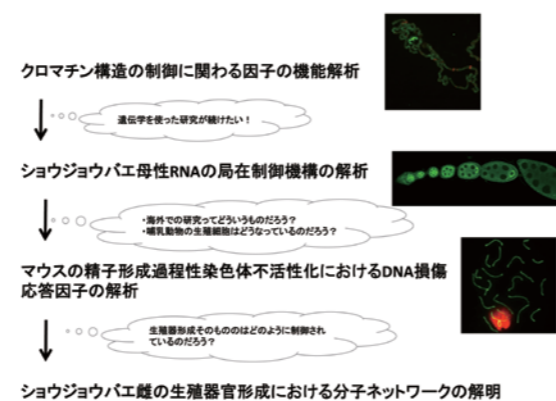 クロマチン構造の制御に関わる因子の機能解析
遺伝学を使った研究が続けたい！
ショウジョウバエ母性RNAの局在制御機構の解析
・海外での研究ってどういうものだろう？
・哺乳動物の生殖細胞はどうなっているのだろう？
マウスの精子形成過程性染色体不活性化におけるDNA損傷
応答因子の解析
生殖器形成そのもののはどのように制御され
ているのだろう？
ショウジョウバエ雌の生殖器官形成における分子ネットワークの解明